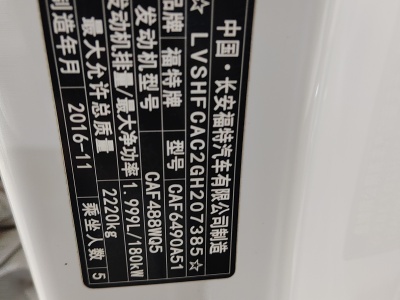 中国·长安福特汽车有限公司制造
☆LVSHFCAC2GH207385☆
品牌 福特牌 型号 CAF6490A51
发动机型号 CAF488WQ5
发动机排量/最大净功率 1.999L/180kW
最大允许总质量 2220kg
制造年月 2016-11 乘坐人数 5